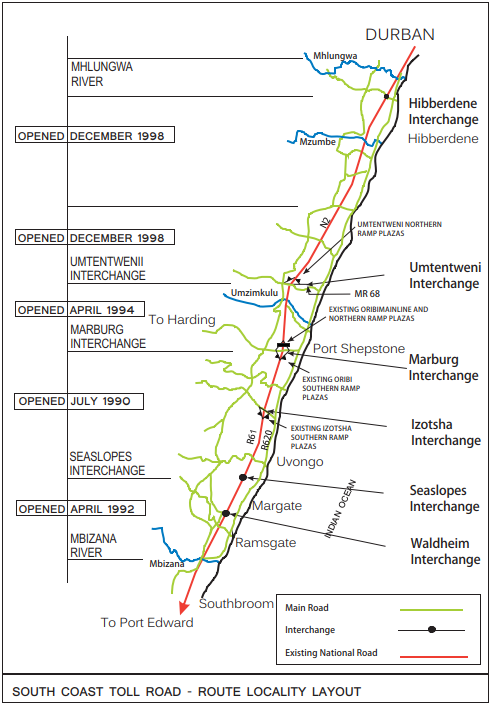 DURBAN
Mhlungwa
MHLUNGWA
RIVER
Hibberdene
Interchange
Hibberdene
OPENED DECEMBER 1998
Mzumbe
N2
UMTENTWENI NORTHERN
RAMP PLAZAS
OPENED DECEMBER 1998
UMTENTWENII
INTERCHANGE
Umtentweni
Interchange
Umzimkulu
MR 68
OPENED APRIL 1994
EXISTING ORIBIMAINLINE AND
NORTHERN RAMP PLAZAS
To Harding
MARBURG
INTERCHANGE
Port Shepstone
Marburg
Interchange
EXISTING ORIBI
SOUTHERN RAMP
PLAZAS
OPENED JULY 1990
Izotsha
Interchange
EXISTING IZOTSHA
SOUTHERN RAMP
PLAZAS
R61
R620
SEASLOPES
INTERCHANGE
Uvongo
Seaslopes
Interchange
OPENED APRIL 1992
Margate
INDIAN OCEAN
MBIZANA
RIVER
Ramsgate
Waldheim
Interchange
Mbizana
Southbroom
To Port Edward
Main Road
Interchange
Existing National Road
SOUTH COAST TOLL ROAD - ROUTE LOCALITY LAYOUT